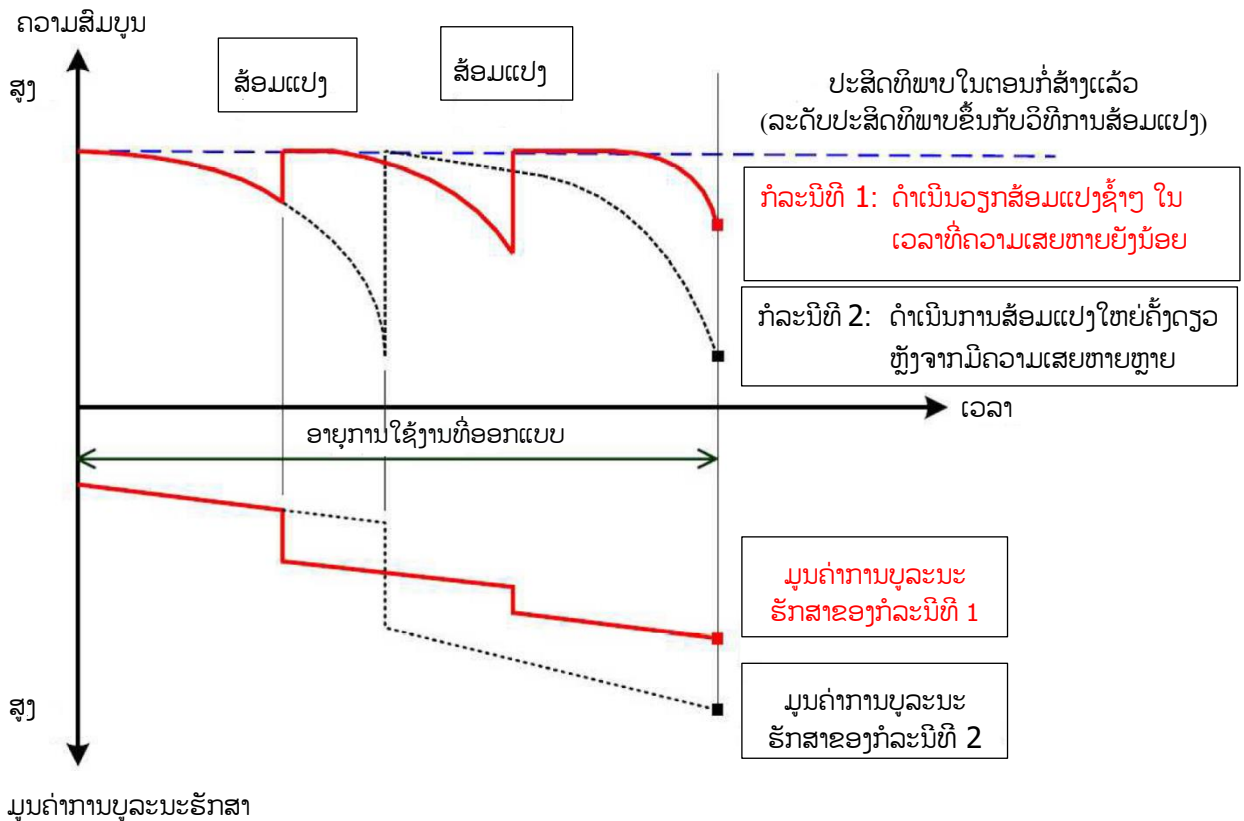 ຄວາມສົມບູນ
ສູງ
ສ້ອມແປງ
ສ້ອມແປງ
ປະສິດທິພາບໃນຕອນກໍ່ສ້າງແລ້ວ
(ລະດັບປະສິດທິພາບຂຶ້ນກັບວິທີການສ້ອມແປງ)
ກໍລະນີທີ 1: ດໍາເນີນວຽກສ້ອມແປງຊໍ້າໆ ໃນ
ເວລາທີ່ຄວາມເສຍຫາຍຍັງນ້ອຍ
ກໍລະນີທີ 2: ດໍາເນີນການສ້ອມແປງໃຫຍ່ຄັ້ງດຽວ
ຫຼັງຈາກມີຄວາມເສຍຫາຍຫຼາຍ
ເວລາ
ອາຍຸການໃຊ້ງານທີ່ອອກແບບ
ມູນຄ່າການບູລະນະ
ຮັກສາຂອງກໍລະນີທີ 1
ມູນຄ່າການບູລະນະ
ຮັກສາຂອງກໍລະນີທີ 2
ສູງ
ມູນຄ່າການບູລະນະຮັກສາ